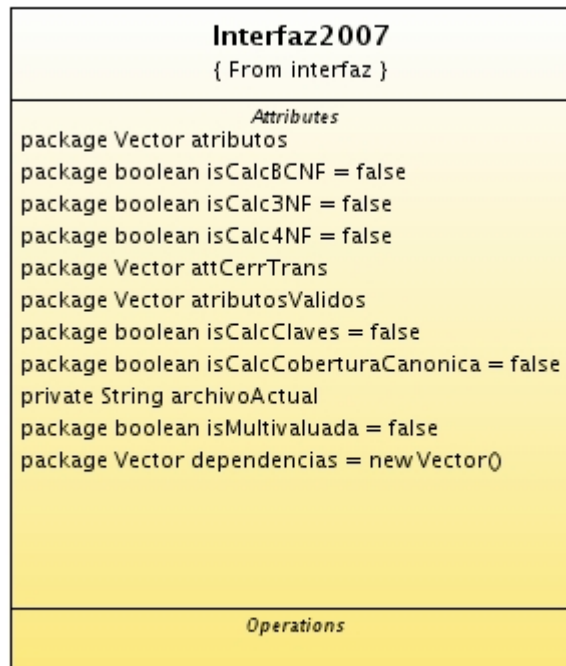 Interfaz2007
{ From interfaz }
Attributes
package Vector atributos
package boolean isCalcBCNF = false
package boolean isCalc3NF = false
package boolean isCalc4NF = false
package Vector attCerrTrans
package Vector atributosValidos
package boolean isCalcClaves = false
package boolean isCalcCoberturaCanonica = false
private String archivoActual
package boolean isMultivaluada = false
package Vector dependencias = new Vector()
Operations